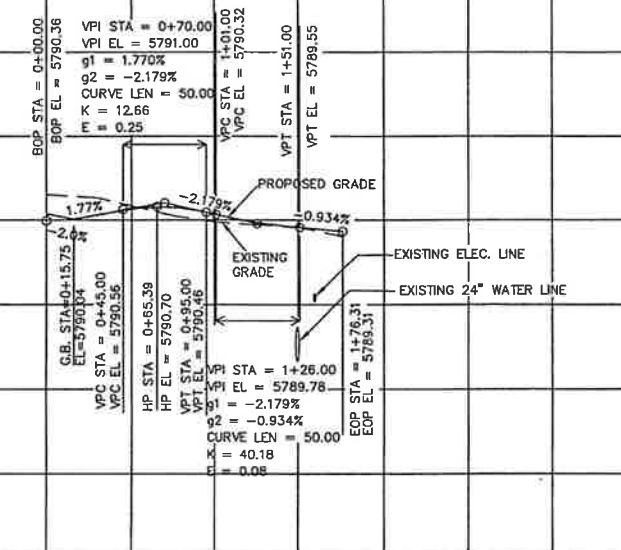 BOP STA = 0+00.00
BOP EL = 5790.36
VPI STA = 0+70.00
VPI EL = 5791.00
g1 = 1.770%
g2 = -2.179%
CURVE LEN = 50.00
K = 12.66
E = 0.25
VPC STA = 1+01.00
VPC EL = 5790.32
VPT STA = 1+51.00
VPT EL = 5789.55
1.77%
-2.179%
PROPOSED GRADE
-0.934%
EXISTING
GRADE
EXISTING ELEC. LINE
EXISTING 24" WATER LINE
G.B. STA=0+15.75
EL=5790.04
VPC STA = 0+45.00
VPC EL = 5790.56
HP STA = 0+65.39
HP EL = 5790.70
VPT STA = 0+95.00
VPT EL = 5790.46
VPI STA = 1+26.00
VPI EL = 5789.78
g1 = -2.179%
g2 = -0.934%
CURVE LEN = 50.00
K = 40.18
E = 0.08
EOP STA = 1+76.31
EOP EL = 5789.31